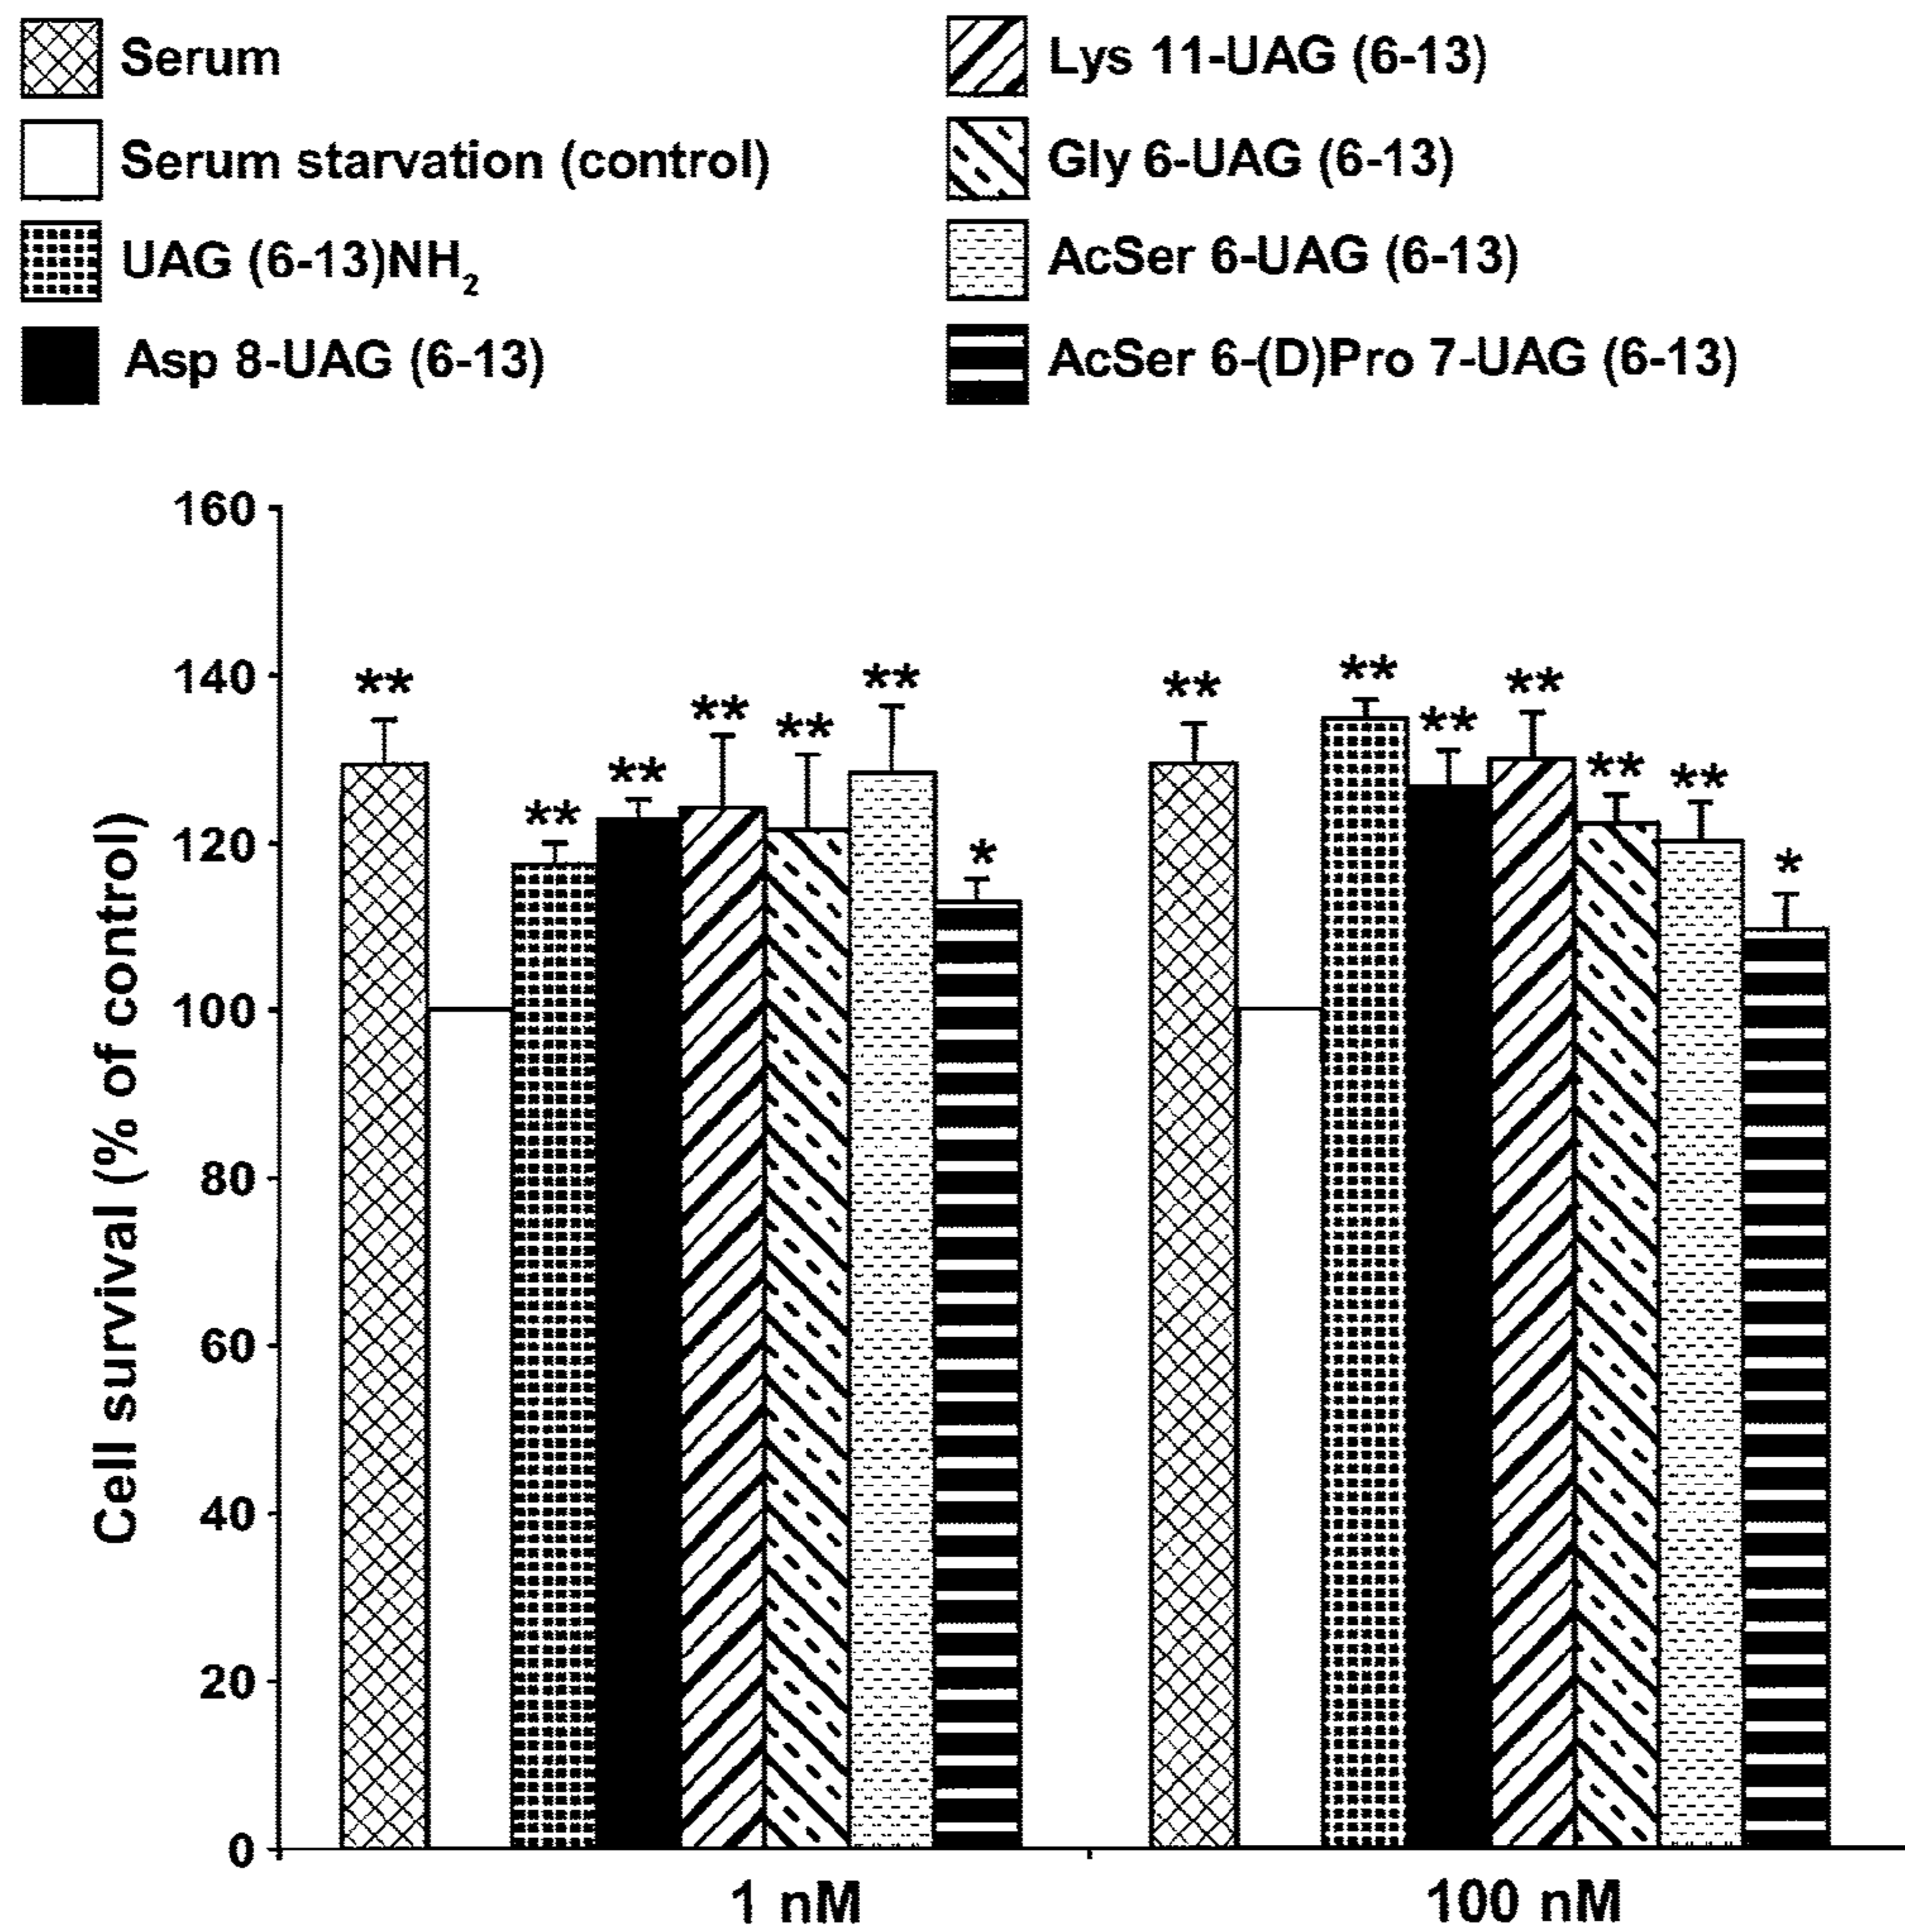 Serum
Serum starvation (control)
UAG (6-13)NH₂
Asp 8-UAG (6-13)
Lys 11-UAG (6-13)
Gly 6-UAG (6-13)
AcSer 6-UAG (6-13)
AcSer 6-(D)Pro 7-UAG (6-13)
Cell survival (% of control)
160
140
120
100
80
60
40
20
0
** ** ** ** ** ** *
** ** ** ** ** ** *
1 nM
100 nM